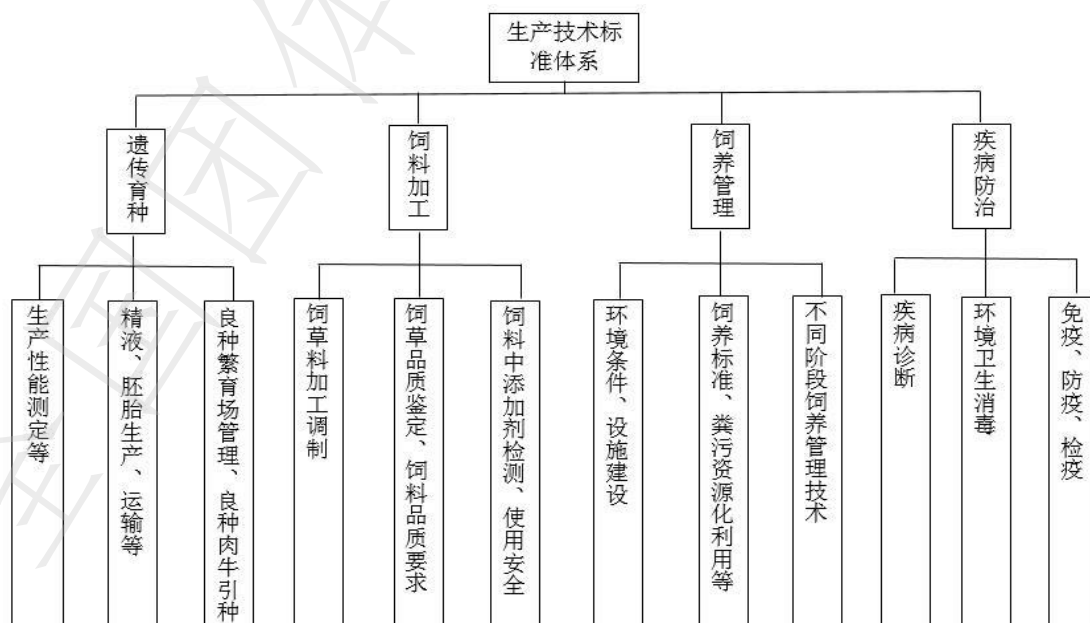 生产技术标
准体系
遗传育种
饲料加工
饲养管理
疾病防治
生产性能测定等
精液、胚胎生产、运输等
良种繁育场管理、良种肉牛引种
饲草料加工调制
饲草品质鉴定、饲料品质要求
饲料中添加剂检测、使用安全
环境条件、设施建设
饲养标准、粪污资源化利用等
不同阶段饲养管理技术
疾病诊断
环境卫生消毒
免疫、防疫、检疫